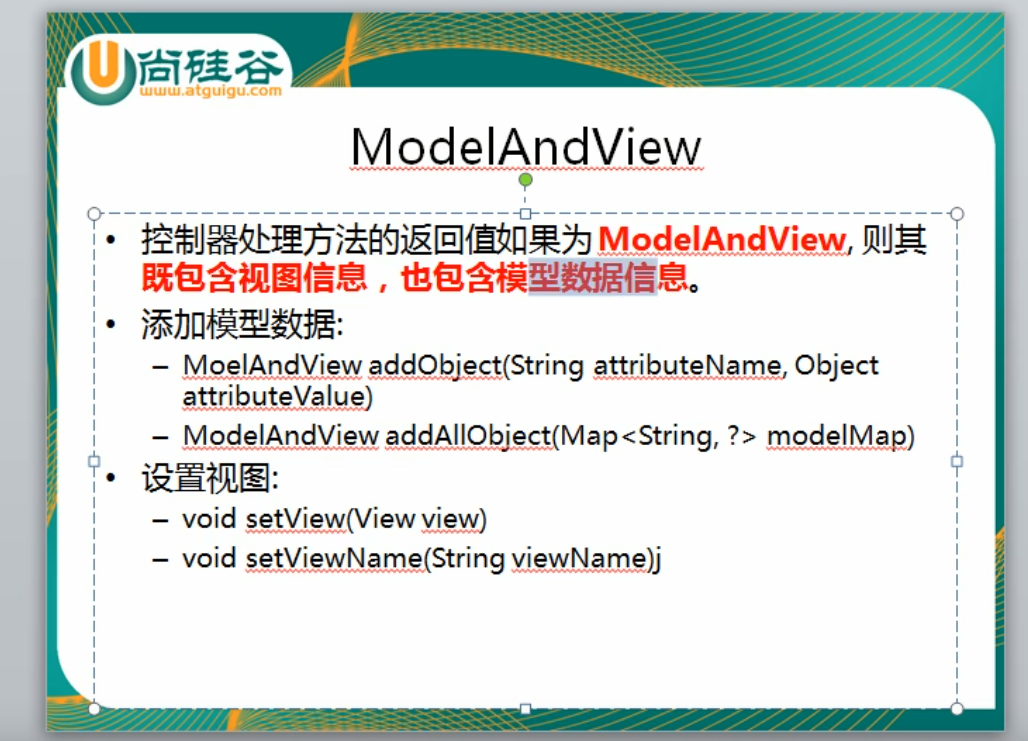 尚硅谷
www.atguigu.com
ModelAndView
• 控制器处理方法的返回值如果为 ModelAndView, 则其
既包含视图信息，也包含模型数据信息。
• 添加模型数据:
– MoelAndView addObject(String attributeName, Object
attributeValue)
– ModelAndView addAllObject(Map<String, ?> modelMap)
• 设置视图:
– void setView(View view)
– void setViewName(String viewName)j